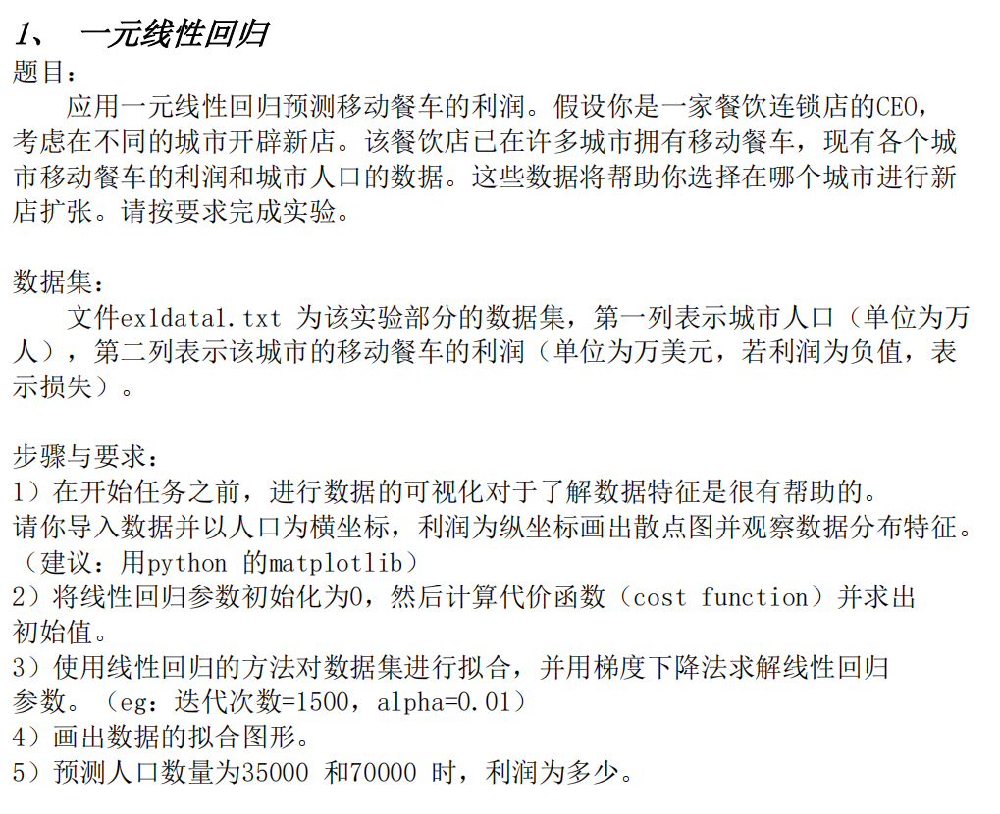 1、 一元线性回归
题目：
应用一元线性回归预测移动餐车的利润。假设你是一家餐饮连锁店的CEO，
考虑在不同的城市开辟新店。该餐饮店已在许多城市拥有移动餐车，现有各个城
市移动餐车的利润和城市人口的数据。这些数据将帮助你选择在哪个城市进行新
店扩张。请按要求完成实验。
数据集：
文件ex1data1.txt 为该实验部分的数据集，第一列表示城市人口（单位为万
人），第二列表示该城市的移动餐车的利润（单位为万美元，若利润为负值，表
示损失）。
步骤与要求：
1）在开始任务之前，进行数据的可视化对于了解数据特征是很有帮助的。
请你导入数据并以人口为横坐标，利润为纵坐标画出散点图并观察数据分布特征。
（建议：用python 的matplotlib）
2）将线性回归参数初始化为0，然后计算代价函数（cost function）并求出
初始值。
3）使用线性回归的方法对数据集进行拟合，并用梯度下降法求解线性回归
参数。（eg：迭代次数=1500，alpha=0.01）
4）画出数据的拟合图形。
5）预测人口数量为35000 和70000 时，利润为多少。